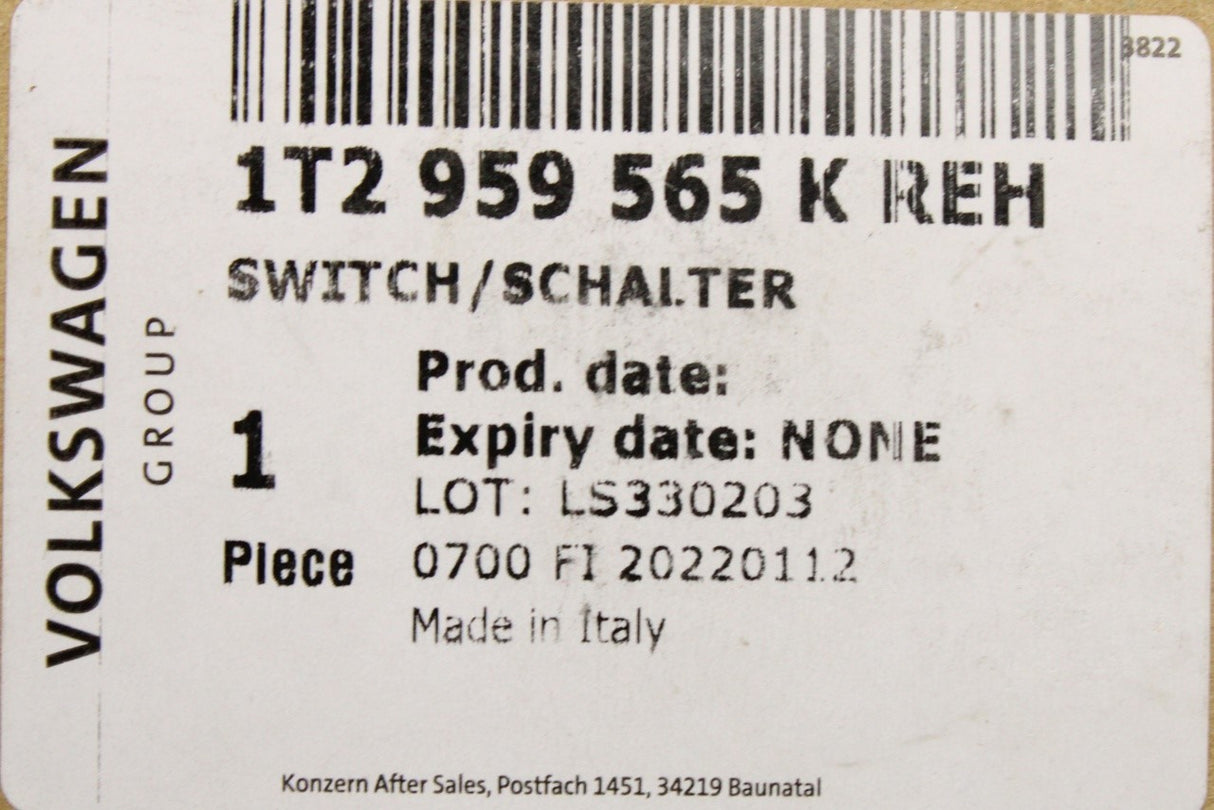 1T2 959 565 K REH
SWITCH/SCHALTER
Prod. date:
Expiry date: NONE
1
LOT: LS330203
Piece
0700 FI 20220112
Made in Italy
VOLKSWAGEN
GROUP
Konzern After Sales, Postfach 1451, 34219 Baunatal